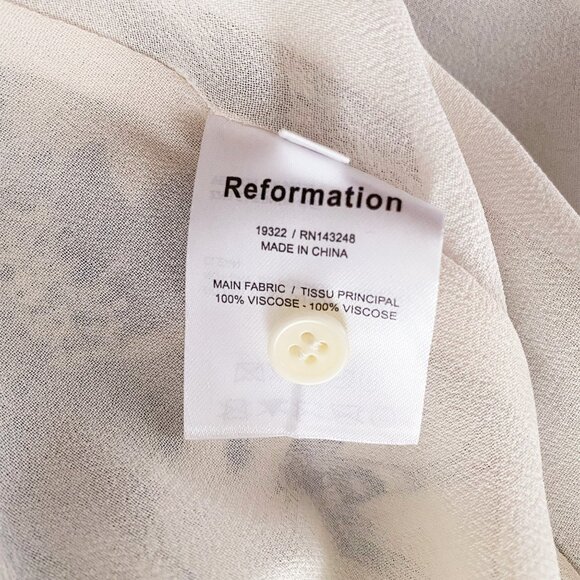 Reformation
19322 / RN143248
MADE IN CHINA
MAIN FABRIC / TISSU PRINCIPAL
100% VISCOSE - 100% VISCOSE